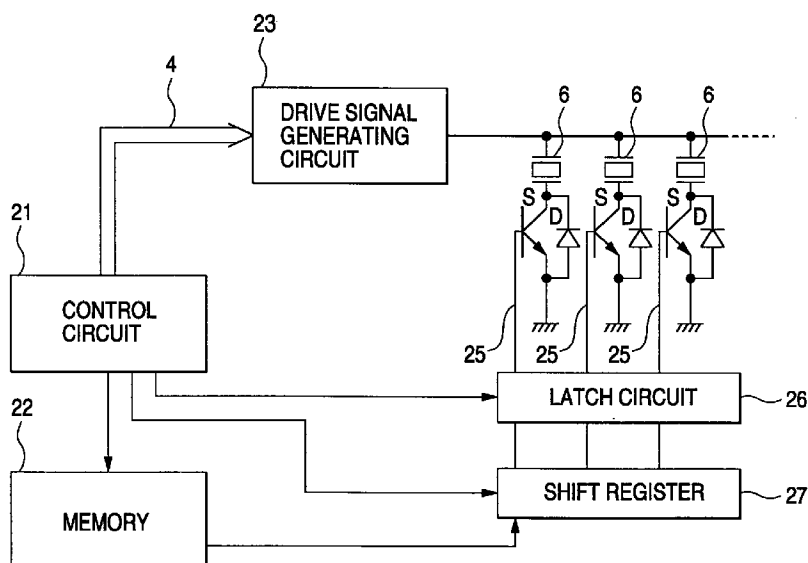 23
4
DRIVE SIGNAL
GENERATING
CIRCUIT
6 6 6
S D S D S D
21
CONTROL
CIRCUIT
25 25 25
22
LATCH CIRCUIT
26
MEMORY
SHIFT REGISTER
27